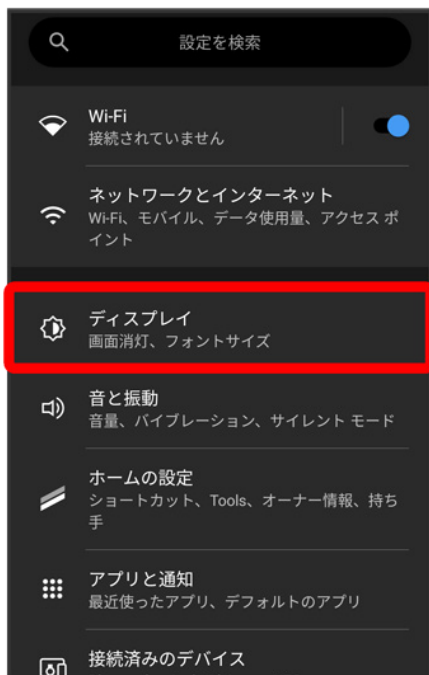 設定を検索
Wi-Fi
接続されていません
ネットワークとインターネット
Wi-Fi、モバイル、データ使用量、アクセス ポ
イント
ディスプレイ
画面消灯、フォントサイズ
音と振動
音量、バイブレーション、サイレント モード
ホームの設定
ショートカット、Tools、オーナー情報、持ち
手
アプリと通知
最近使ったアプリ、デフォルトのアプリ
接続済みのデバイス